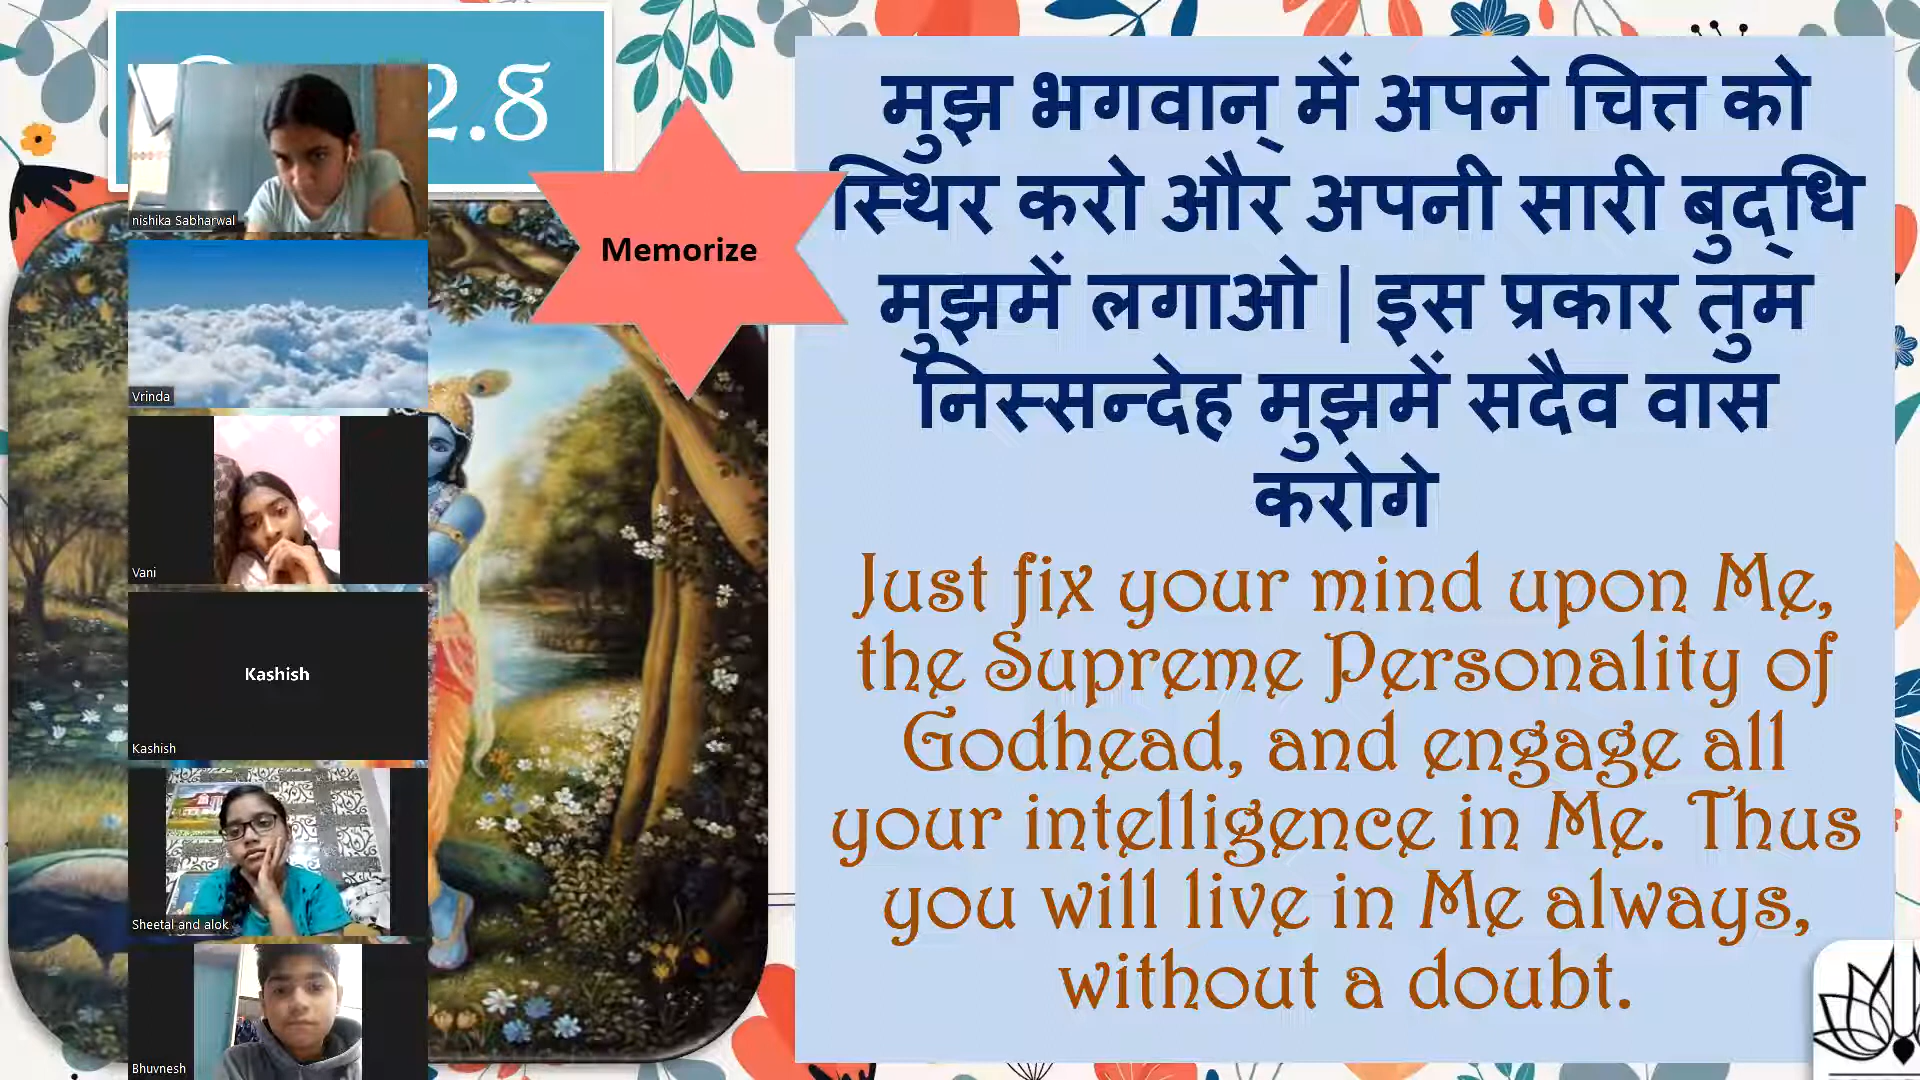 2.8
nishika Sabharwal
Vrinda
Vani
Kashish
Kashish
Sheetal and alok
Bhuvnesh
Memorize
मुझ भगवान् में अपने चित्त को
स्थिर करो और अपनी सारी बुद्धि
मुझमें लगाओ | इस प्रकार तुम
निस्सन्देह मुझमें सदैव वास
करोगे
Just fix your mind upon Me,
the Supreme Personality of
Godhead, and engage all
your intelligence in Me. Thus
you will live in Me always,
without a doubt.